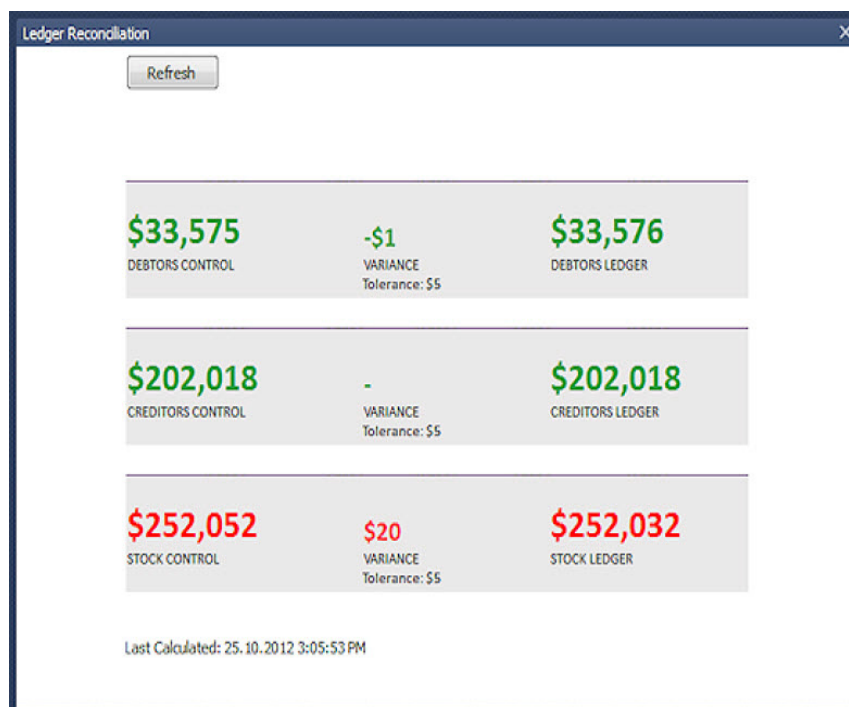 Ledger Reconciliation
Refresh
$33,575 -$1 $33,576
DEBTORS CONTROL VARIANCE DEBTORS LEDGER
Tolerance: $5
$202,018 - $202,018
CREDITORS CONTROL VARIANCE CREDITORS LEDGER
Tolerance: $5
$252,052 $20 $252,032
STOCK CONTROL VARIANCE STOCK LEDGER
Tolerance: $5
Last Calculated: 25.10.2012 3:05:53 PM